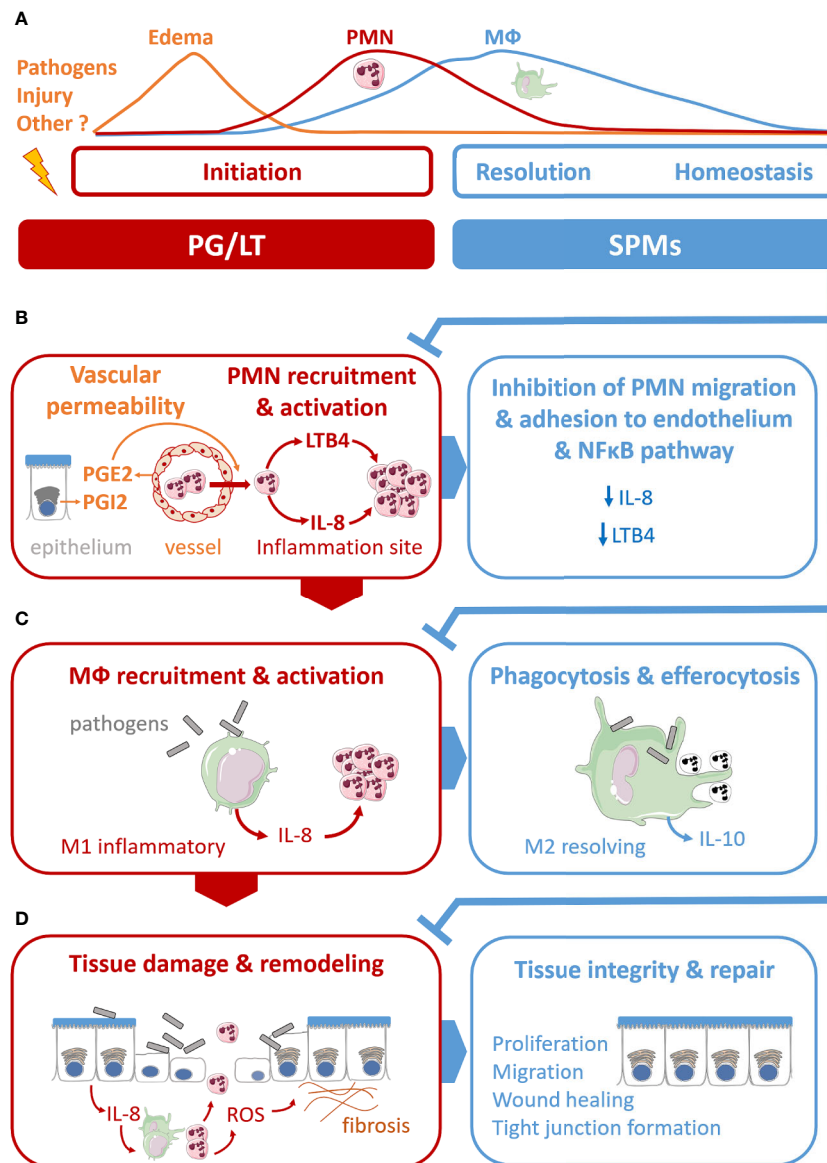 A
Edema
PMN
MΦ
Pathogens
Injury
Other ?
Initiation
Resolution
Homeostasis
PG/LT
SPMs
B
Vascular
permeability
PMN recruitment
& activation
LTB4
PGE2
PGI2
IL-8
epithelium
vessel
Inflammation site
Inhibition of PMN migration
& adhesion to endothelium
& NFκB pathway
IL-8
LTB4
C
MΦ recruitment & activation
pathogens
IL-8
M1 inflammatory
Phagocytosis & efferocytosis
M2 resolving
IL-10
D
Tissue damage & remodeling
IL-8
ROS
fibrosis
Tissue integrity & repair
Proliferation
Migration
Wound healing
Tight junction formation